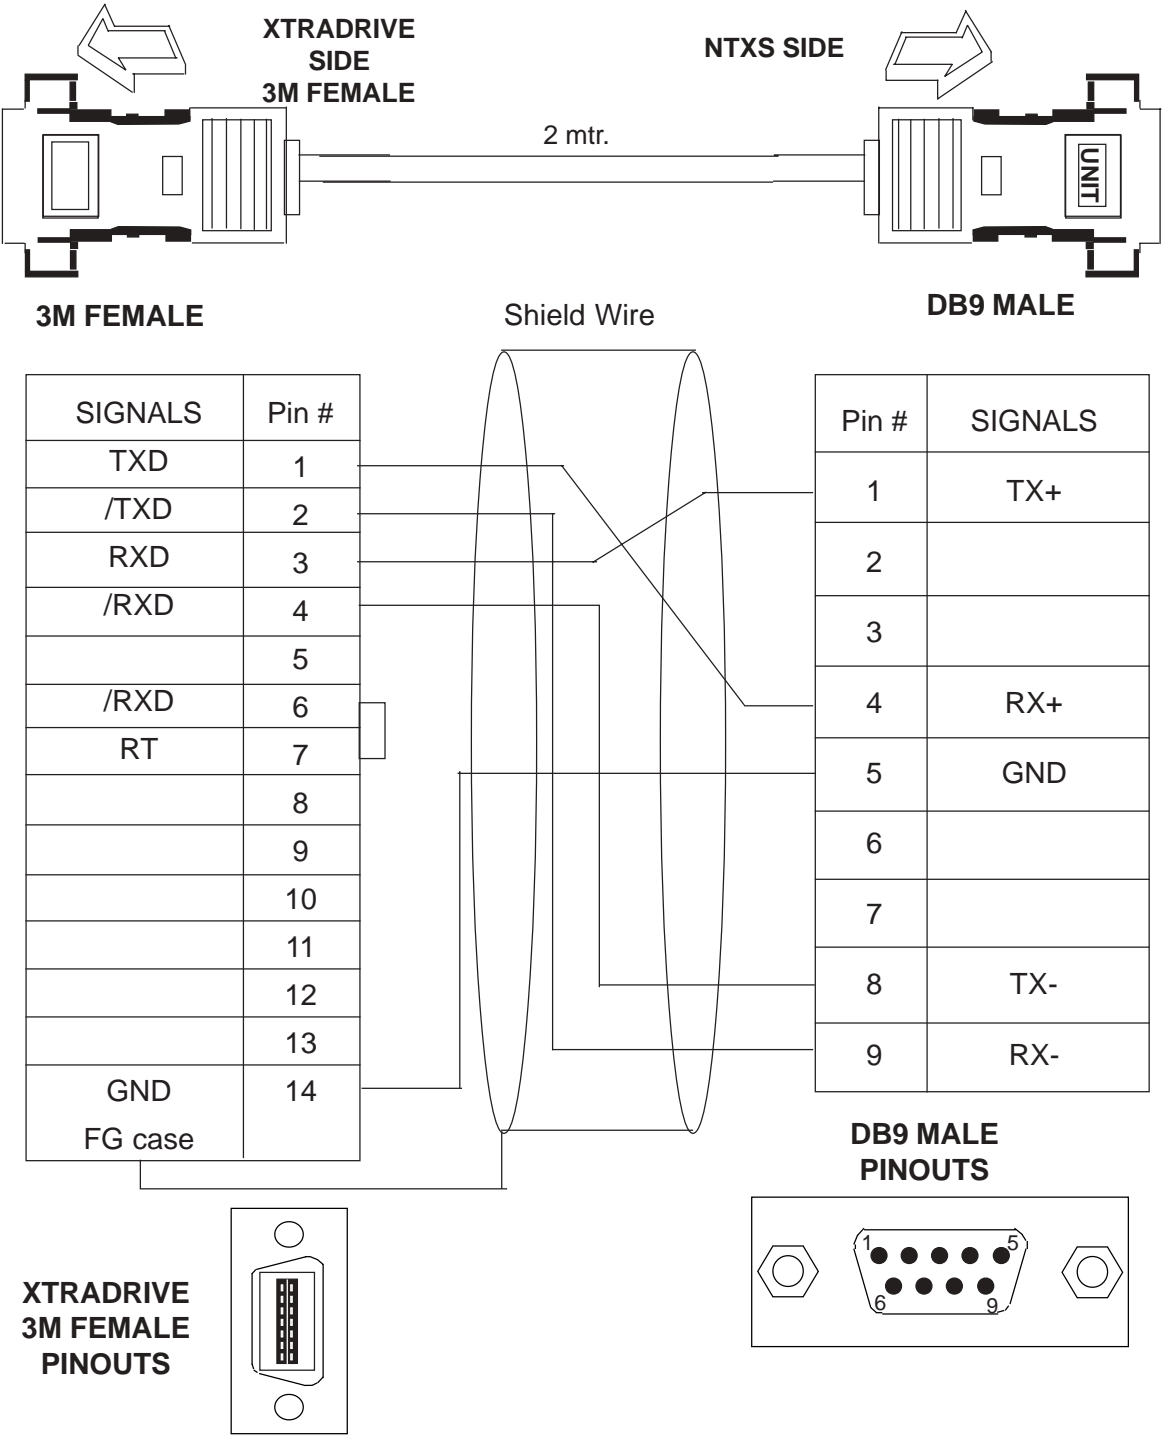 XTRADRIVE
SIDE
3M FEMALE
NTXS SIDE
2 mtr.
UNIT
3M FEMALE
Shield Wire
DB9 MALE
SIGNALS Pin #
TXD 1
/TXD 2
RXD 3
/RXD 4
5
/RXD 6
RT 7
8
9
10
11
12
13
GND 14
FG case
Pin # SIGNALS
1 TX+
2
3
4 RX+
5 GND
6
7
8 TX-
9 RX-
DB9 MALE
PINOUTS
1 5
6 9
XTRADRIVE
3M FEMALE
PINOUTS